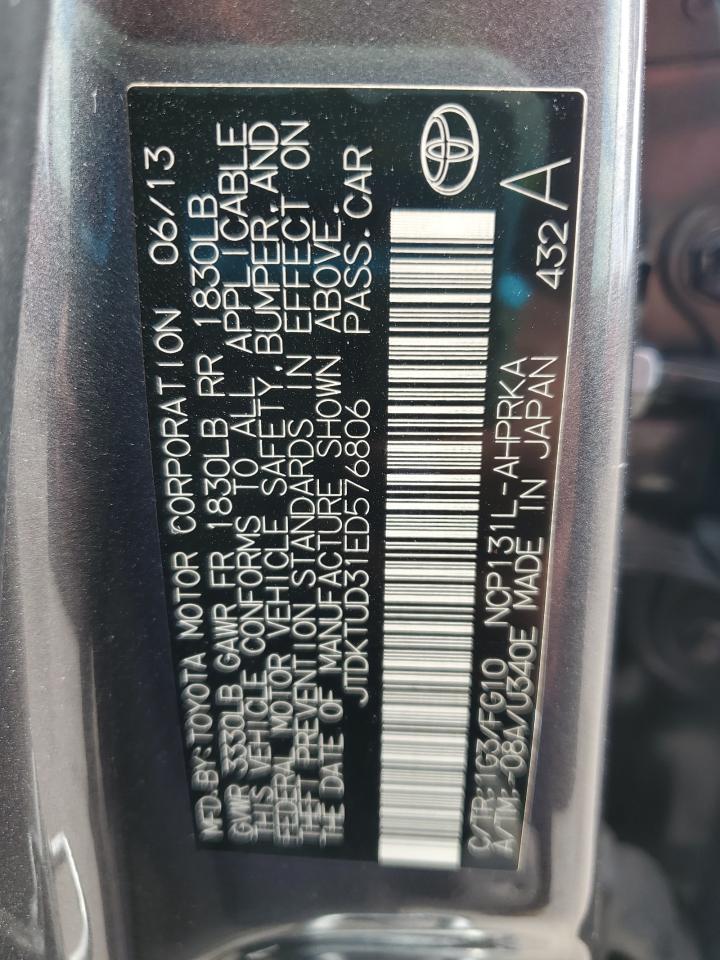 MFD.BY:TOYOTA MOTOR CORPORATION 06/13
GVWR 3330LB GAWR FR 1830LB RR 1830LB
THIS VEHICLE CONFORMS TO ALL APPLICABLE
FEDERAL MOTOR VEHICLE SAFETY,BUMPER,AND
THEFT PREVENTION STANDARDS IN EFFECT ON
THE DATE OF MANUFACTURE SHOWN ABOVE.
JTDKTUD31ED576806 PASS.CAR
C/TR:1G3/FG10 NCP131L-AHPRKA
A/TM:-08A/U340E MADE IN JAPAN 432 A